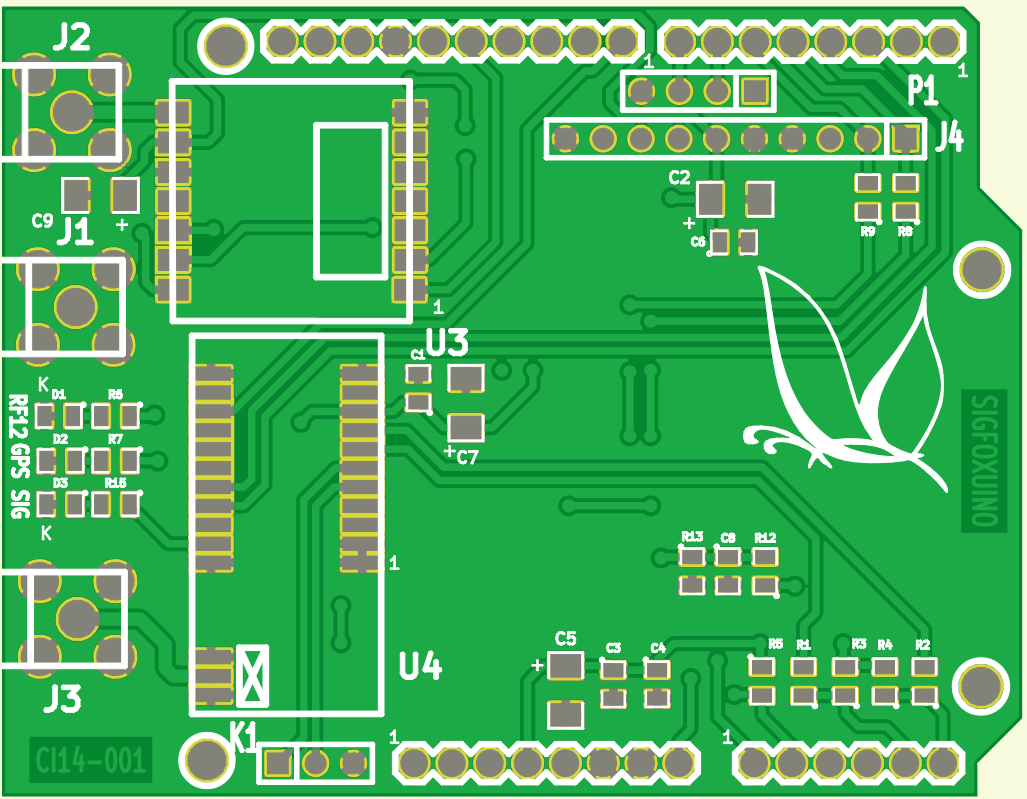 J2
1
1
P1
J4
C2
C9
+
J1
+
C6
R9
R8
1
U3
C1
K
D1
R6
RF12
D2
R7
GPS
+
C7
SIGFOXUINO
D3
R15
SIG
K
1
R13
C8
R12
C5
+
C3
C4
R5
R1
R3
R4
R2
U4
J3
K1
1
1
CI14-001